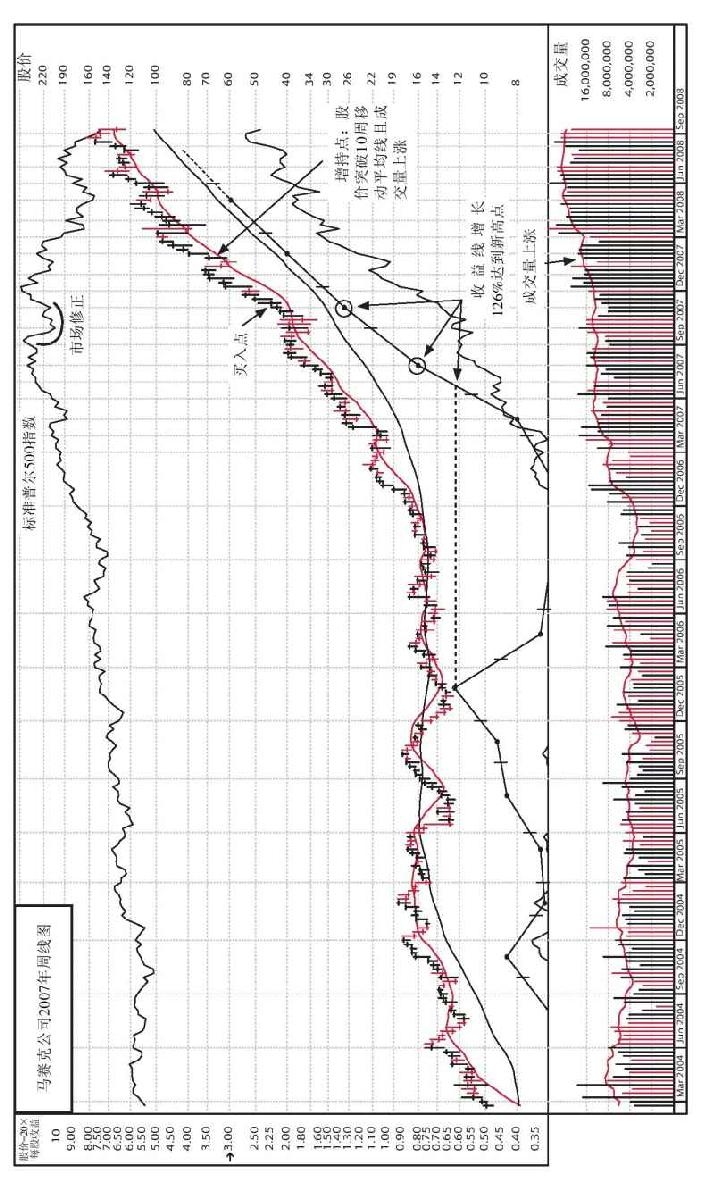 马赛克公司2007年周线图
股价=20×
每股收益
10
9.00
8.00
7.50
7.00
6.50
6.00
5.50
5.00
4.50
4.00
3.50
3.00
2.50
2.25
2.00
1.80
1.60
1.50
1.40
1.30
1.20
1.10
1.00
0.90
0.80
0.75
0.70
0.65
0.60
0.55
0.50
0.45
0.40
0.35
标准普尔500指数
市场修正
买入点
增持点：股
价突破10周移
动平均线且成
交量上涨
收益线增长
126%达到新高点
成交量上涨
股价
220
190
160
140
120
100
80
70
60
50
40
34
30
26
22
19
16
14
12
10
8
成交量
16,000,000
8,000,000
4,000,000
2,000,000
Mar 2004
Jun 2004
Sep 2004
Dec 2004
Mar 2005
Jun 2005
Sep 2005
Dec 2005
Mar 2006
Jun 2006
Sep 2006
Dec 2006
Mar 2007
Jun 2007
Sep 2007
Dec 2007
Mar 2008
Jun 2008
Sep 2008